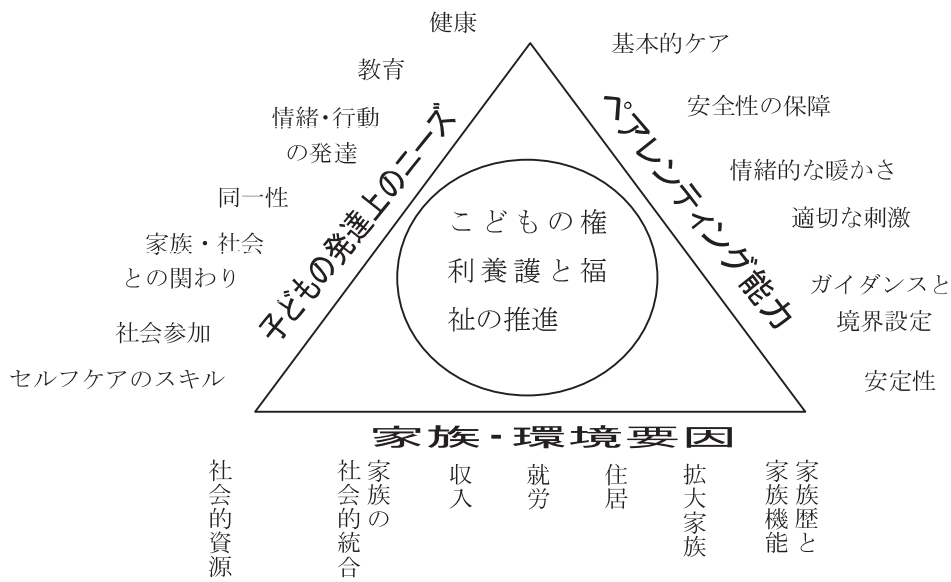 健康
教育
情緒・行動
の発達
同一性
家族・社会
との関わり
社会参加
セルフケアのスキル
子どもの発達上のニーズ
基本的ケア
安全性の保障
情緒的な暖かさ
適切な刺激
ガイダンスと
境界設定
安定性
ペアレンティング能力
こどもの権
利養護と福
祉の推進
家族・環境要因
家族歴と
家族機能
拡大家族
住居
就労
収入
家族の
社会的統合
社会的資源